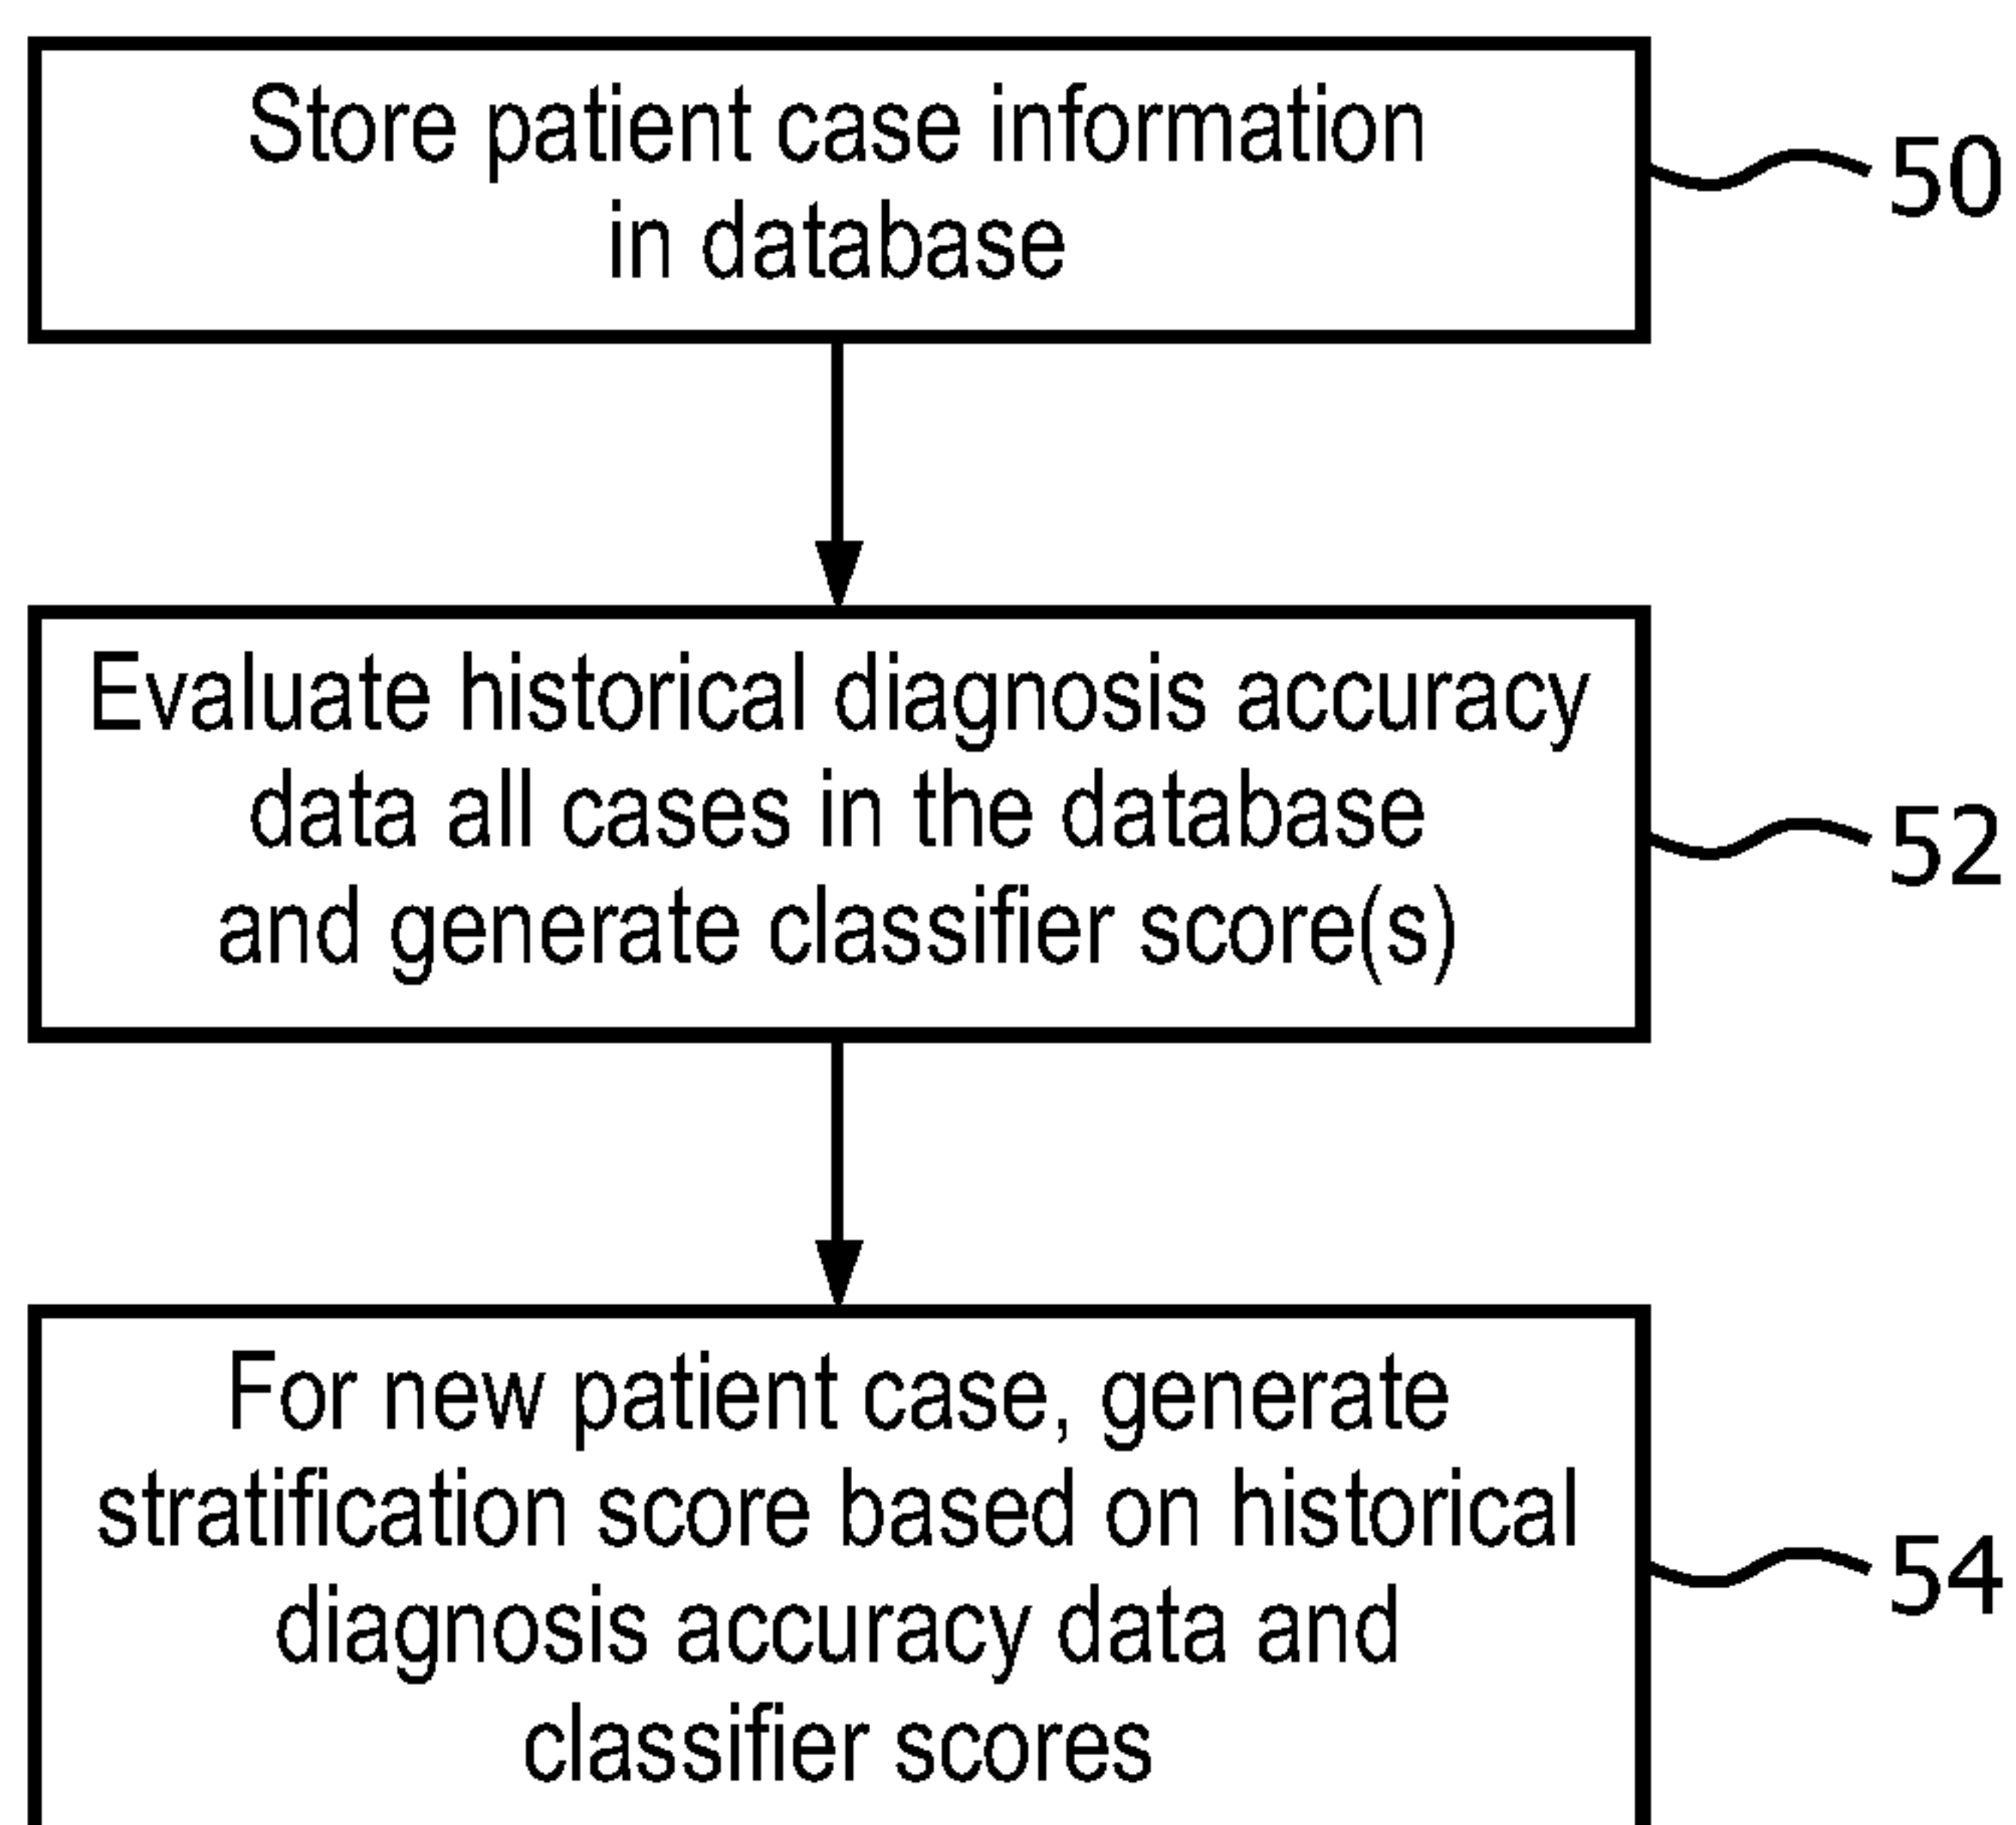 Store patient case information
in database
50
Evaluate historical diagnosis accuracy
data all cases in the database
and generate classifier score(s)
52
For new patient case, generate
stratification score based on historical
diagnosis accuracy data and
classifier scores
54